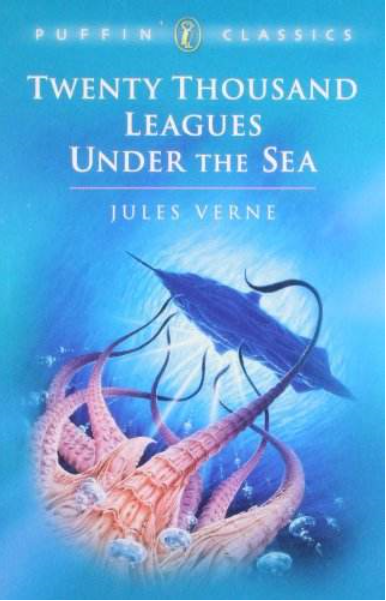 PUFFIN CLASSICS
TWENTY THOUSAND
LEAGUES
UNDER THE SEA
JULES VERNE